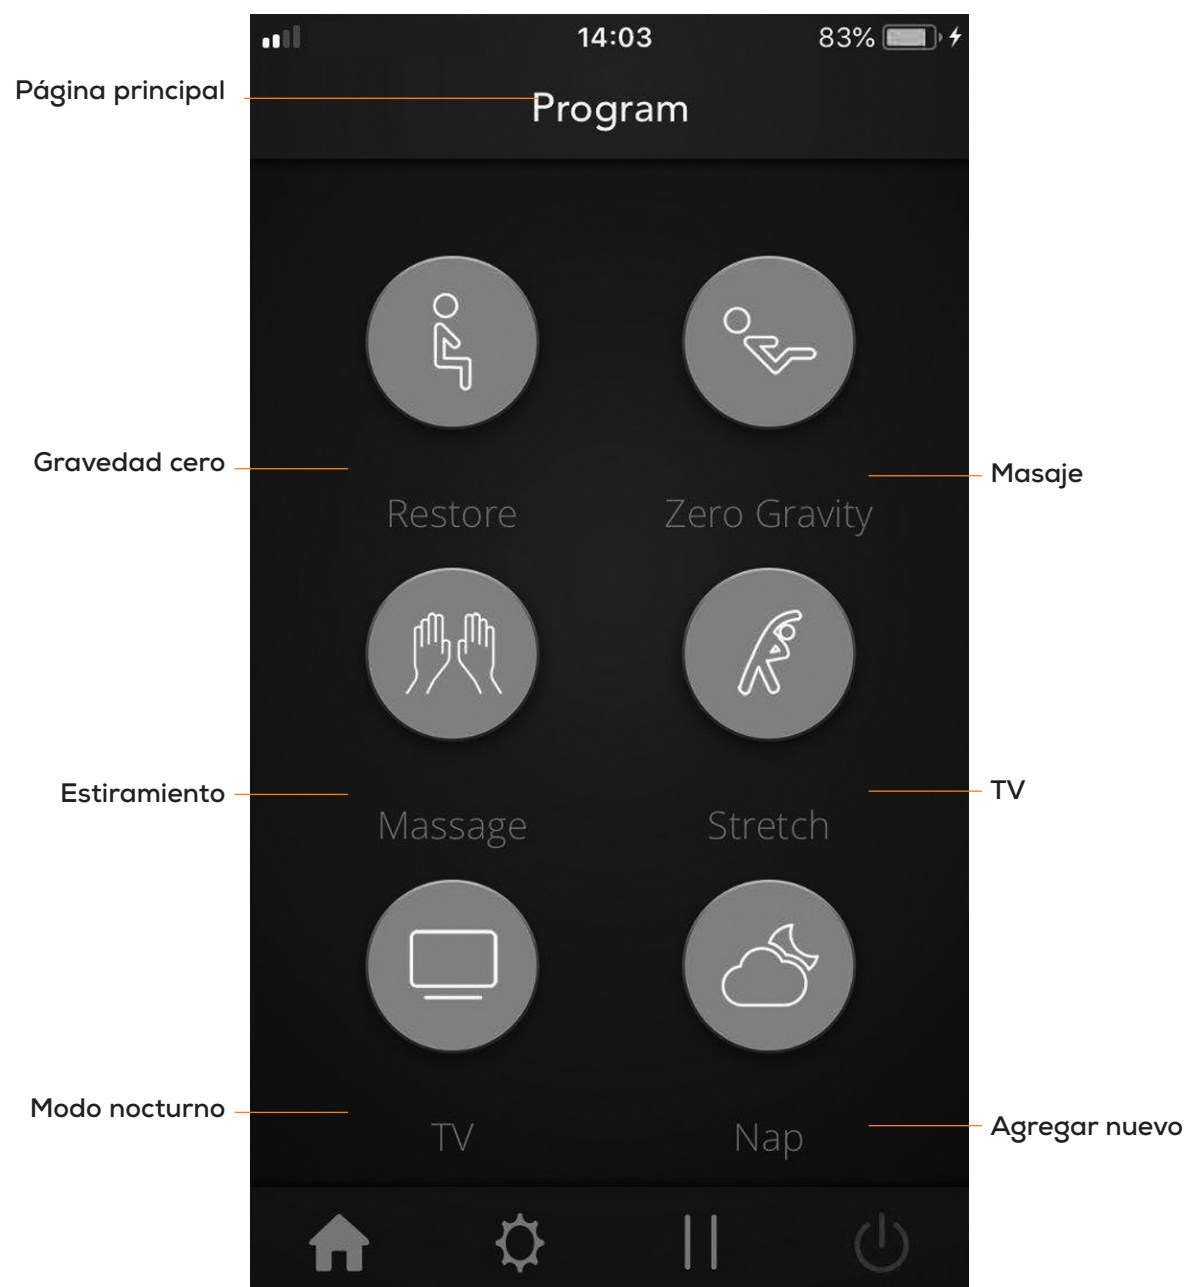 14:03
83%
Página principal
Program
Gravedad cero
Masaje
Restore
Zero Gravity
Estiramiento
TV
Massage
Stretch
Modo nocturno
Agregar nuevo
TV
Nap